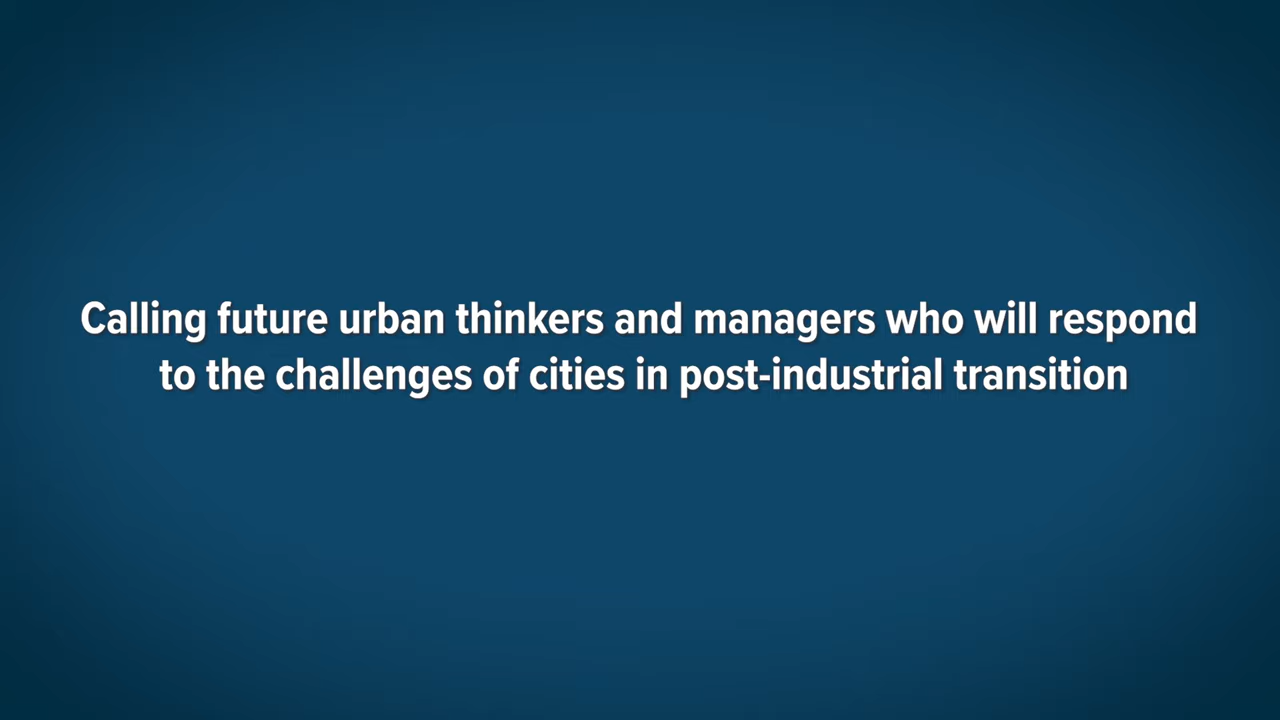 Calling future urban thinkers and managers who will respond
to the challenges of cities in post-industrial transition